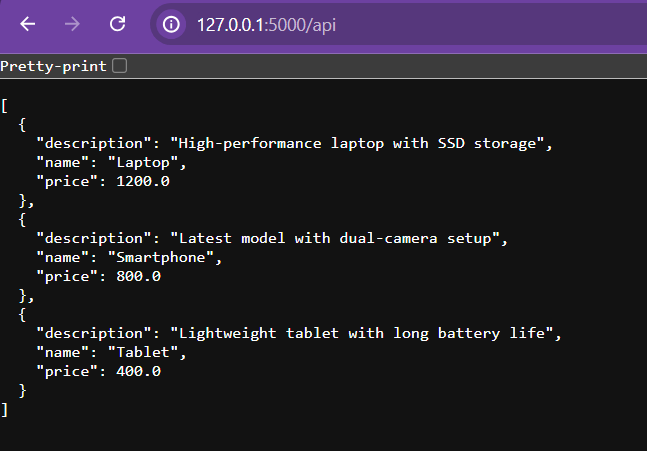 127.0.0.1:5000/api
Pretty-print
[
  {
    "description": "High-performance laptop with SSD storage",
    "name": "Laptop",
    "price": 1200.0
  },
  {
    "description": "Latest model with dual-camera setup",
    "name": "Smartphone",
    "price": 800.0
  },
  {
    "description": "Lightweight tablet with long battery life",
    "name": "Tablet",
    "price": 400.0
  }
]